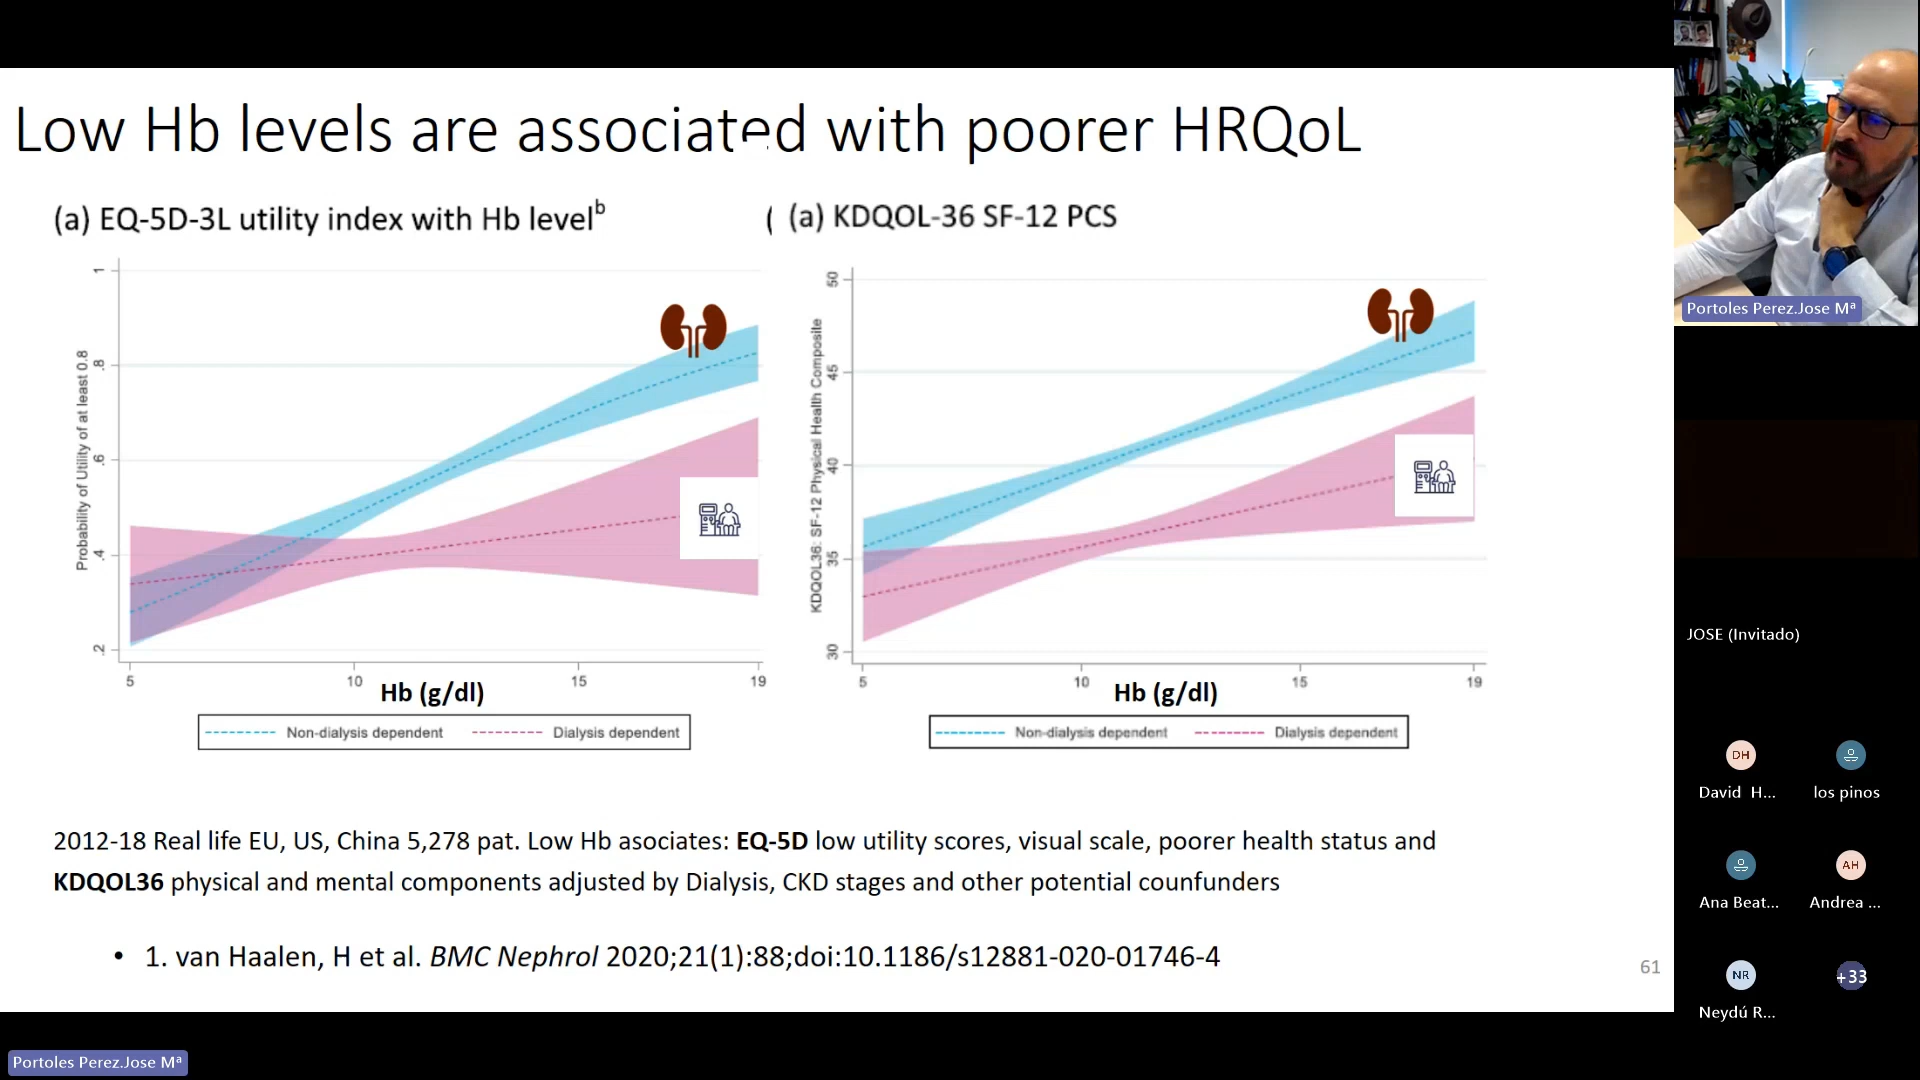 Low Hb levels are associated with poorer HRQoL
(a) EQ-5D-3L utility index with Hb levelᵇ
( (a) KDQOL-36 SF-12 PCS
Probability of Utility of at least 0.8
1
.8
.6
.4
.2
5
10
15
19
Hb (g/dl)
Non-dialysis dependent
Dialysis dependent
KDQOL36: SF-12 Physical Health Composite
50
45
40
35
30
5
10
15
19
Hb (g/dl)
Non-dialysis dependent
Dialysis dependent
2012-18 Real life EU, US, China 5,278 pat. Low Hb asociates: EQ-5D low utility scores, visual scale, poorer health status and
KDQOL36 physical and mental components adjusted by Dialysis, CKD stages and other potential counfunders
• 1. van Haalen, H et al. BMC Nephrol 2020;21(1):88;doi:10.1186/s12881-020-01746-4
61
Portoles Perez.Jose Mª
JOSE (Invitado)
DH
David H...
los pinos
Ana Beat...
AH
Andrea ...
NR
Neydú R...
+33
Portoles Perez.Jose Mª